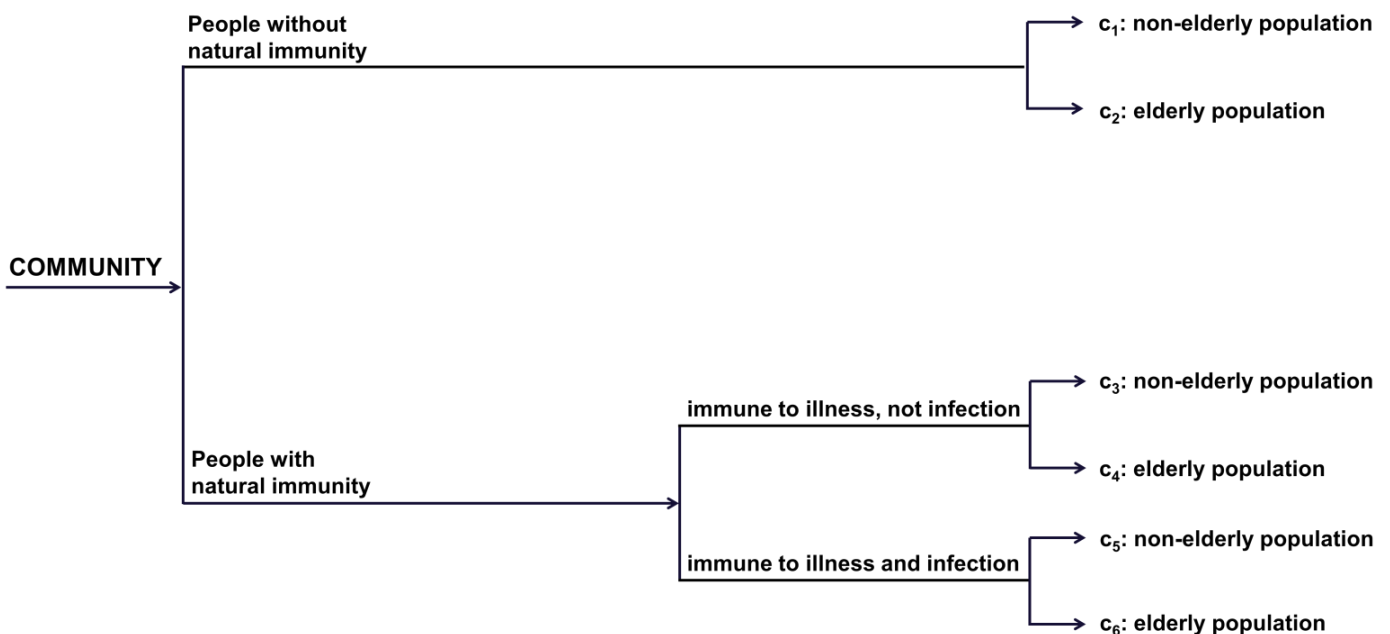 People without
natural immunity
c₁: non-elderly population
c₂: elderly population
COMMUNITY
c₃: non-elderly population
immune to illness, not infection
People with
natural immunity
c₄: elderly population
c₅: non-elderly population
immune to illness and infection
c₆: elderly population